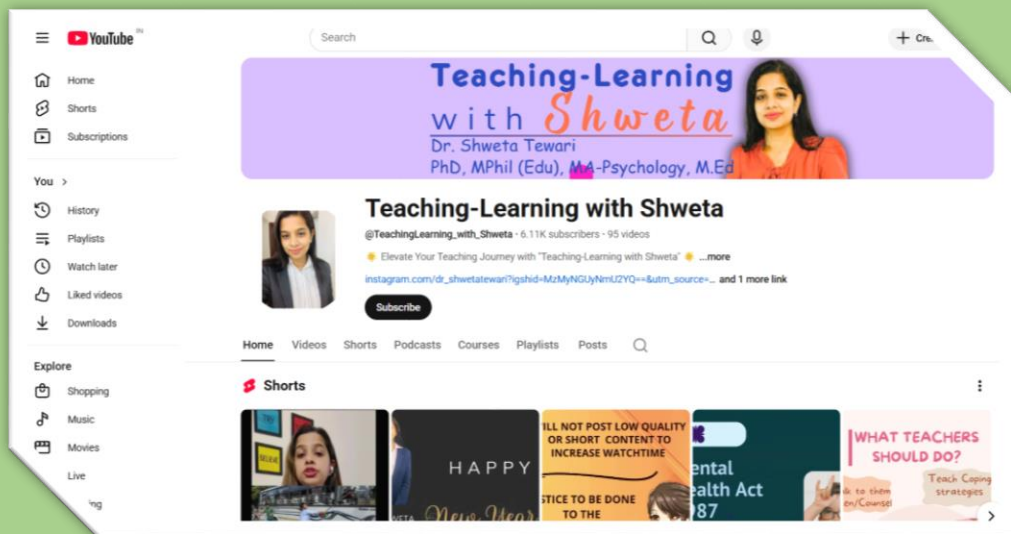 YouTube IN
Search
Home
Shorts
Subscriptions
You
History
Playlists
Watch later
Liked videos
Downloads
Explore
Shopping
Music
Movies
Live
Teaching-Learning
with Shweta
Dr. Shweta Tewari
PhD, MPhil (Edu), MA-Psychology, M.Ed
Teaching-Learning with Shweta
@TeachingLearning_with_Shweta · 6.11K subscribers · 95 videos
Elevate Your Teaching Journey with "Teaching-Learning with Shweta" ...more
instagram.com/dr_shwetatewari?igshid=MzMyNGUyNmU2YQ==&utm_source=... and 1 more link
Subscribe
Home Videos Shorts Podcasts Courses Playlists Posts
Shorts
HAPPY
New Year
ILL NOT POST LOW QUALITY
OR SHORT CONTENT TO
INCREASE WATCHTIME
STICE TO BE DONE
TO THE
ental
ealth Act
987
WHAT TEACHERS
SHOULD DO?
to them
en/Counsel
Teach Coping
strategies